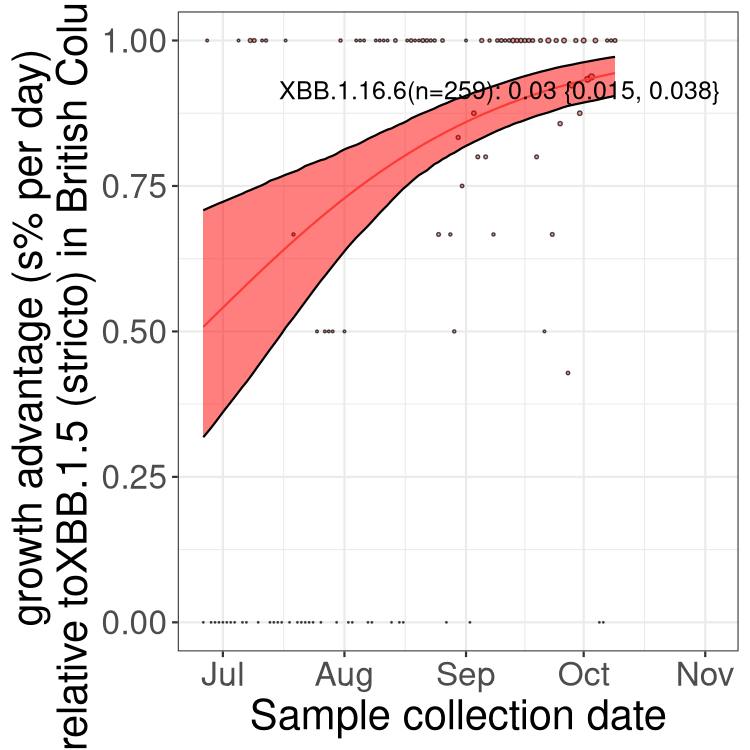 growth advantage (s% per day)
relative toXBB.1.5 (stricto) in British Colu
1.00
0.75
0.50
0.25
0.00
XBB.1.16.6(n=259): 0.03 {0.015, 0.038}
Jul Aug Sep Oct Nov
Sample collection date